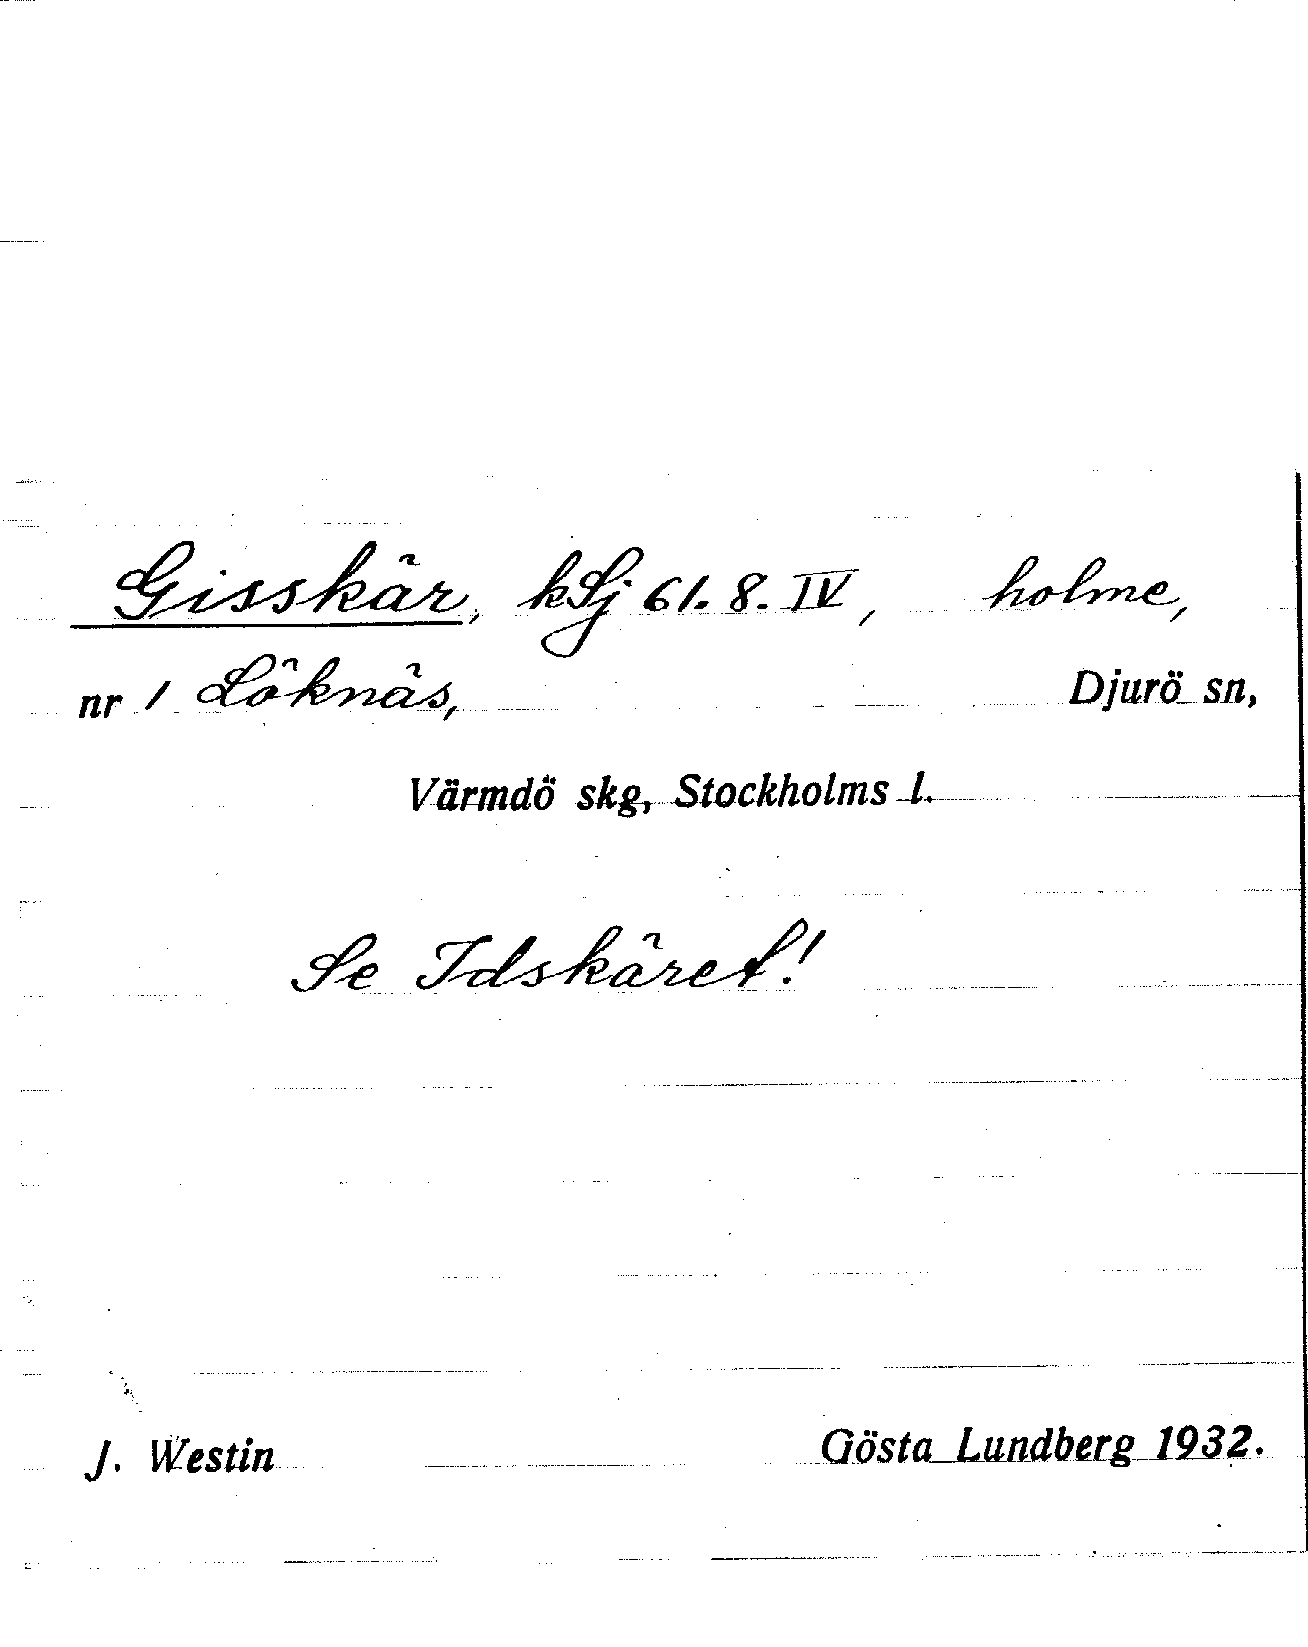 Gisskär, kSj 61. 8. IV, holme,
nr 1 Löknäs, Djurö sn,
Värmdö skg, Stockholms l.
Se Idskäret!
J. Westin Gösta Lundberg 1932.